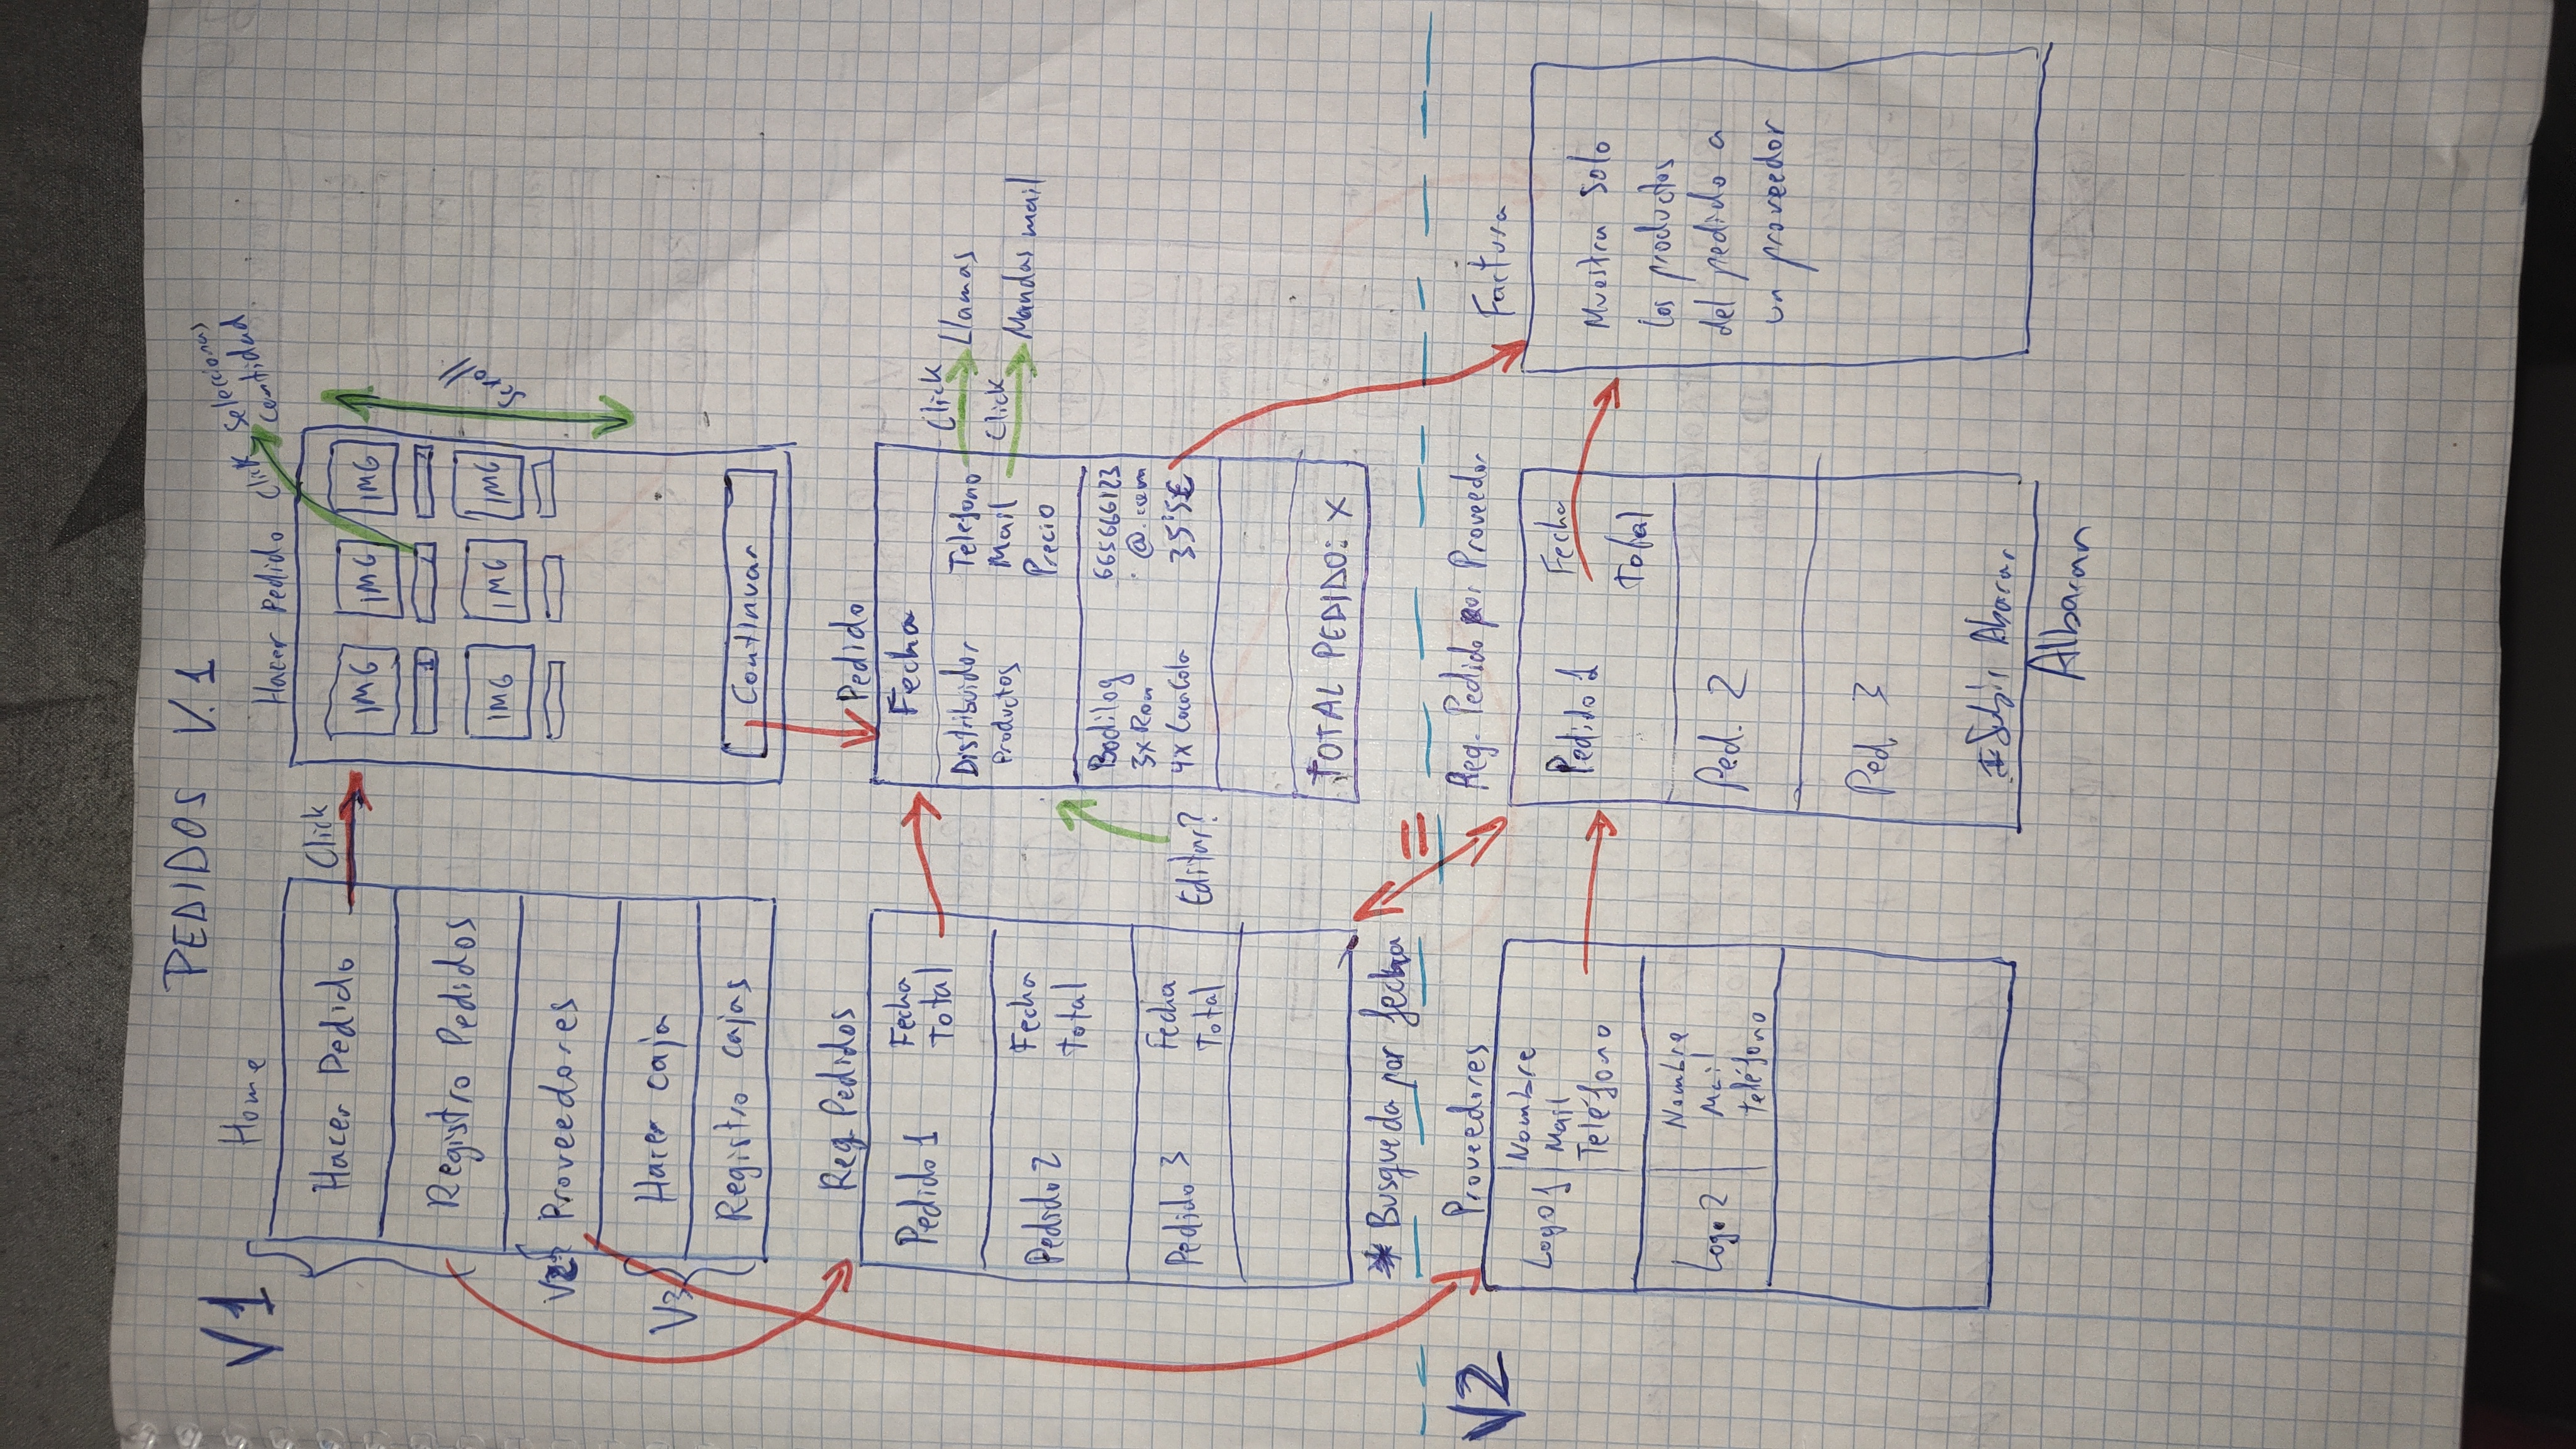 PEDIDOS V.1
V1
Home
Hacer Pedido
Click
Registro Pedidos
V2
Proveedores
V3
Hacer caja
Registro cajas
Hacer Pedido
Click
Seleccionas
cantidad
IMG IMG IMG
1
IMG IMG IMG
Scroll
Continuar
Reg. Pedidos
Pedido 1 Fecha
Total
Pedido 2 Fecha
Total
Pedido 3 Fecha
Total
* Busqueda por fecha
Editar?
Pedido
Fecha
Distribuidor Telefono
Productos Mail
Precio
Click Llamas
Click Mandas mail
Bodilog 665666123
3x Ron @.com
4x CocaCola 35'5€
TOTAL PEDIDO: X
=
V2
Proveedores
Logo 1 Nombre
Mail
Teléfono
Logo 2 Nombre
Mail
teléfono
Reg. Pedido por Proveedor
Pedido 1 Fecha
Total
Ped. 2
Ped. 3
Subir Abaran
Albaran
Factura
Muestra solo
los productos
del pedido a
un proveedor